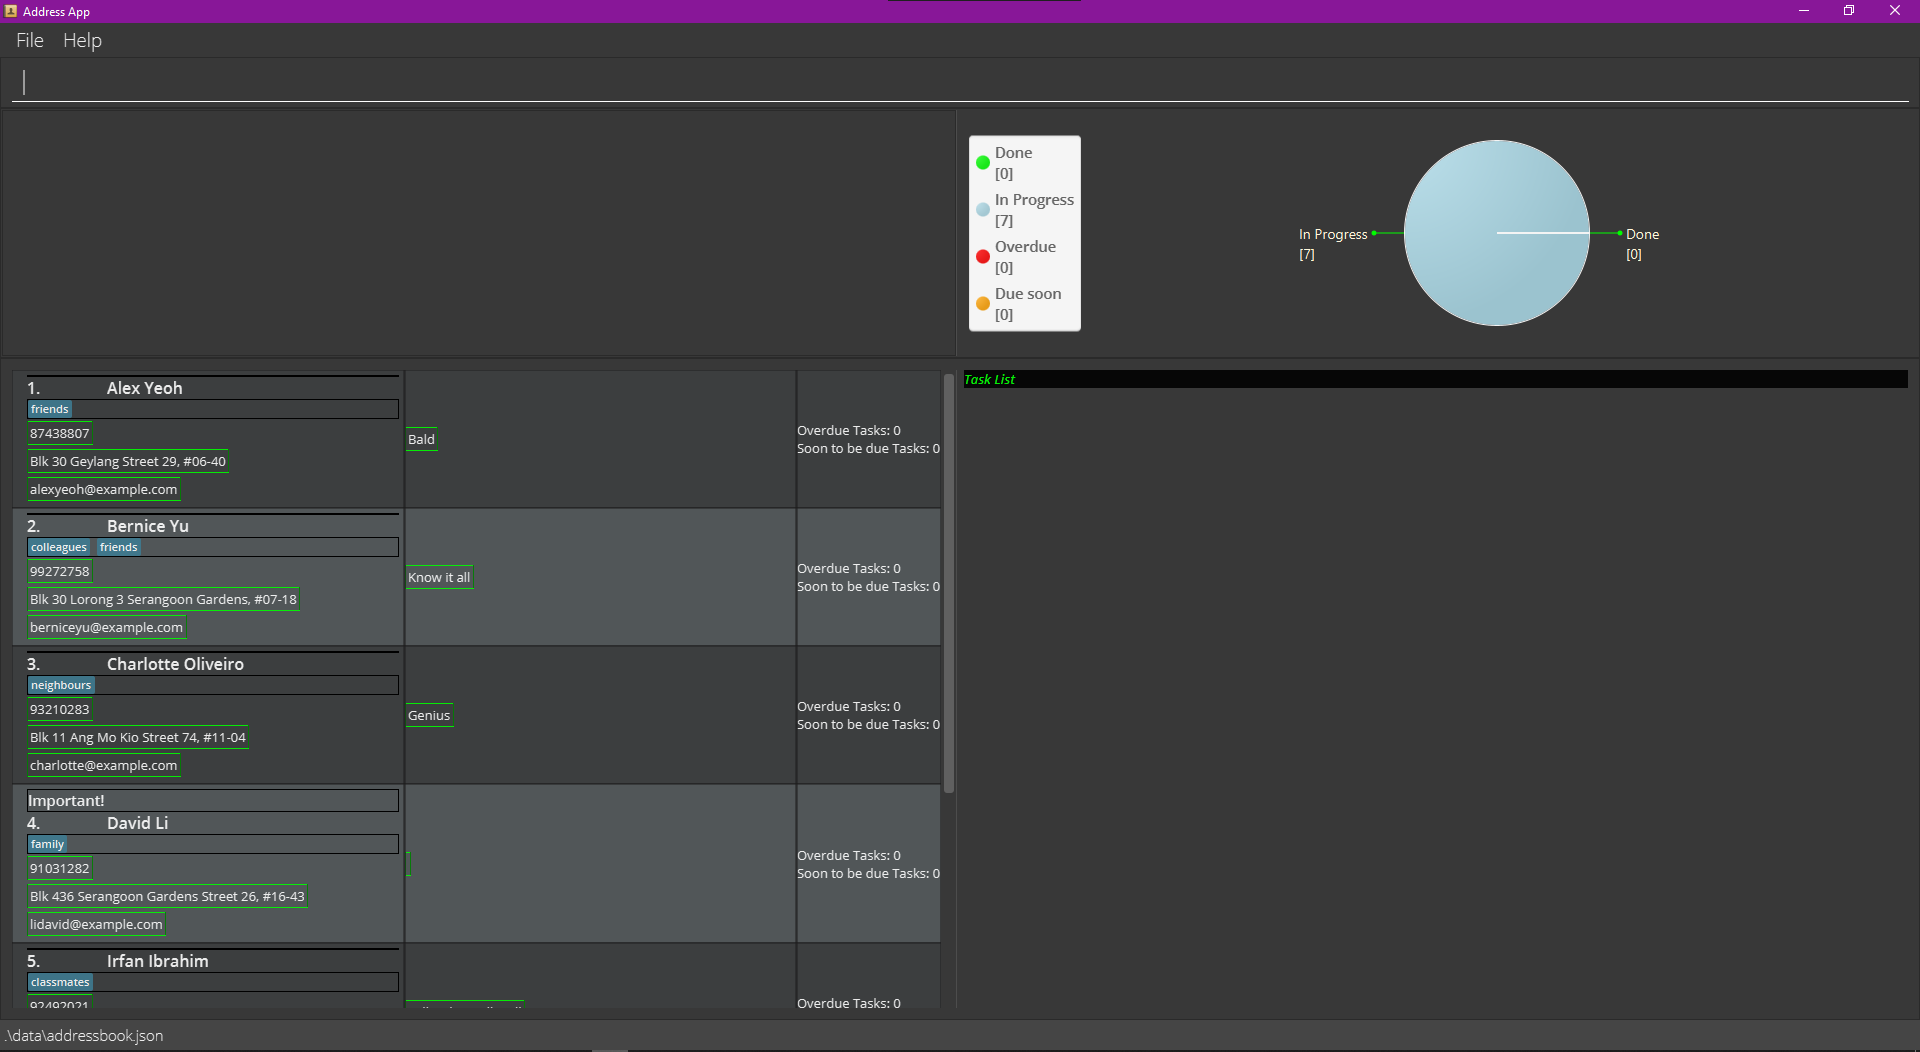 Address App
File Help
Done
[0]
In Progress
[7]
Overdue
[0]
Due soon
[0]
In Progress
[7]
Done
[0]
1. Alex Yeoh
friends
87438807
Blk 30 Geylang Street 29, #06-40
alexyeoh@example.com
Bald
Overdue Tasks: 0
Soon to be due Tasks: 0
2. Bernice Yu
colleagues friends
99272758
Blk 30 Lorong 3 Serangoon Gardens, #07-18
berniceyu@example.com
Know it all
Overdue Tasks: 0
Soon to be due Tasks: 0
3. Charlotte Oliveiro
neighbours
93210283
Blk 11 Ang Mo Kio Street 74, #11-04
charlotte@example.com
Genius
Overdue Tasks: 0
Soon to be due Tasks: 0
Important!
4. David Li
family
91031282
Blk 436 Serangoon Gardens Street 26, #16-43
lidavid@example.com
Overdue Tasks: 0
Soon to be due Tasks: 0
5. Irfan Ibrahim
classmates
92492021
Overdue Tasks: 0
Task List
.\data\addressbook.json